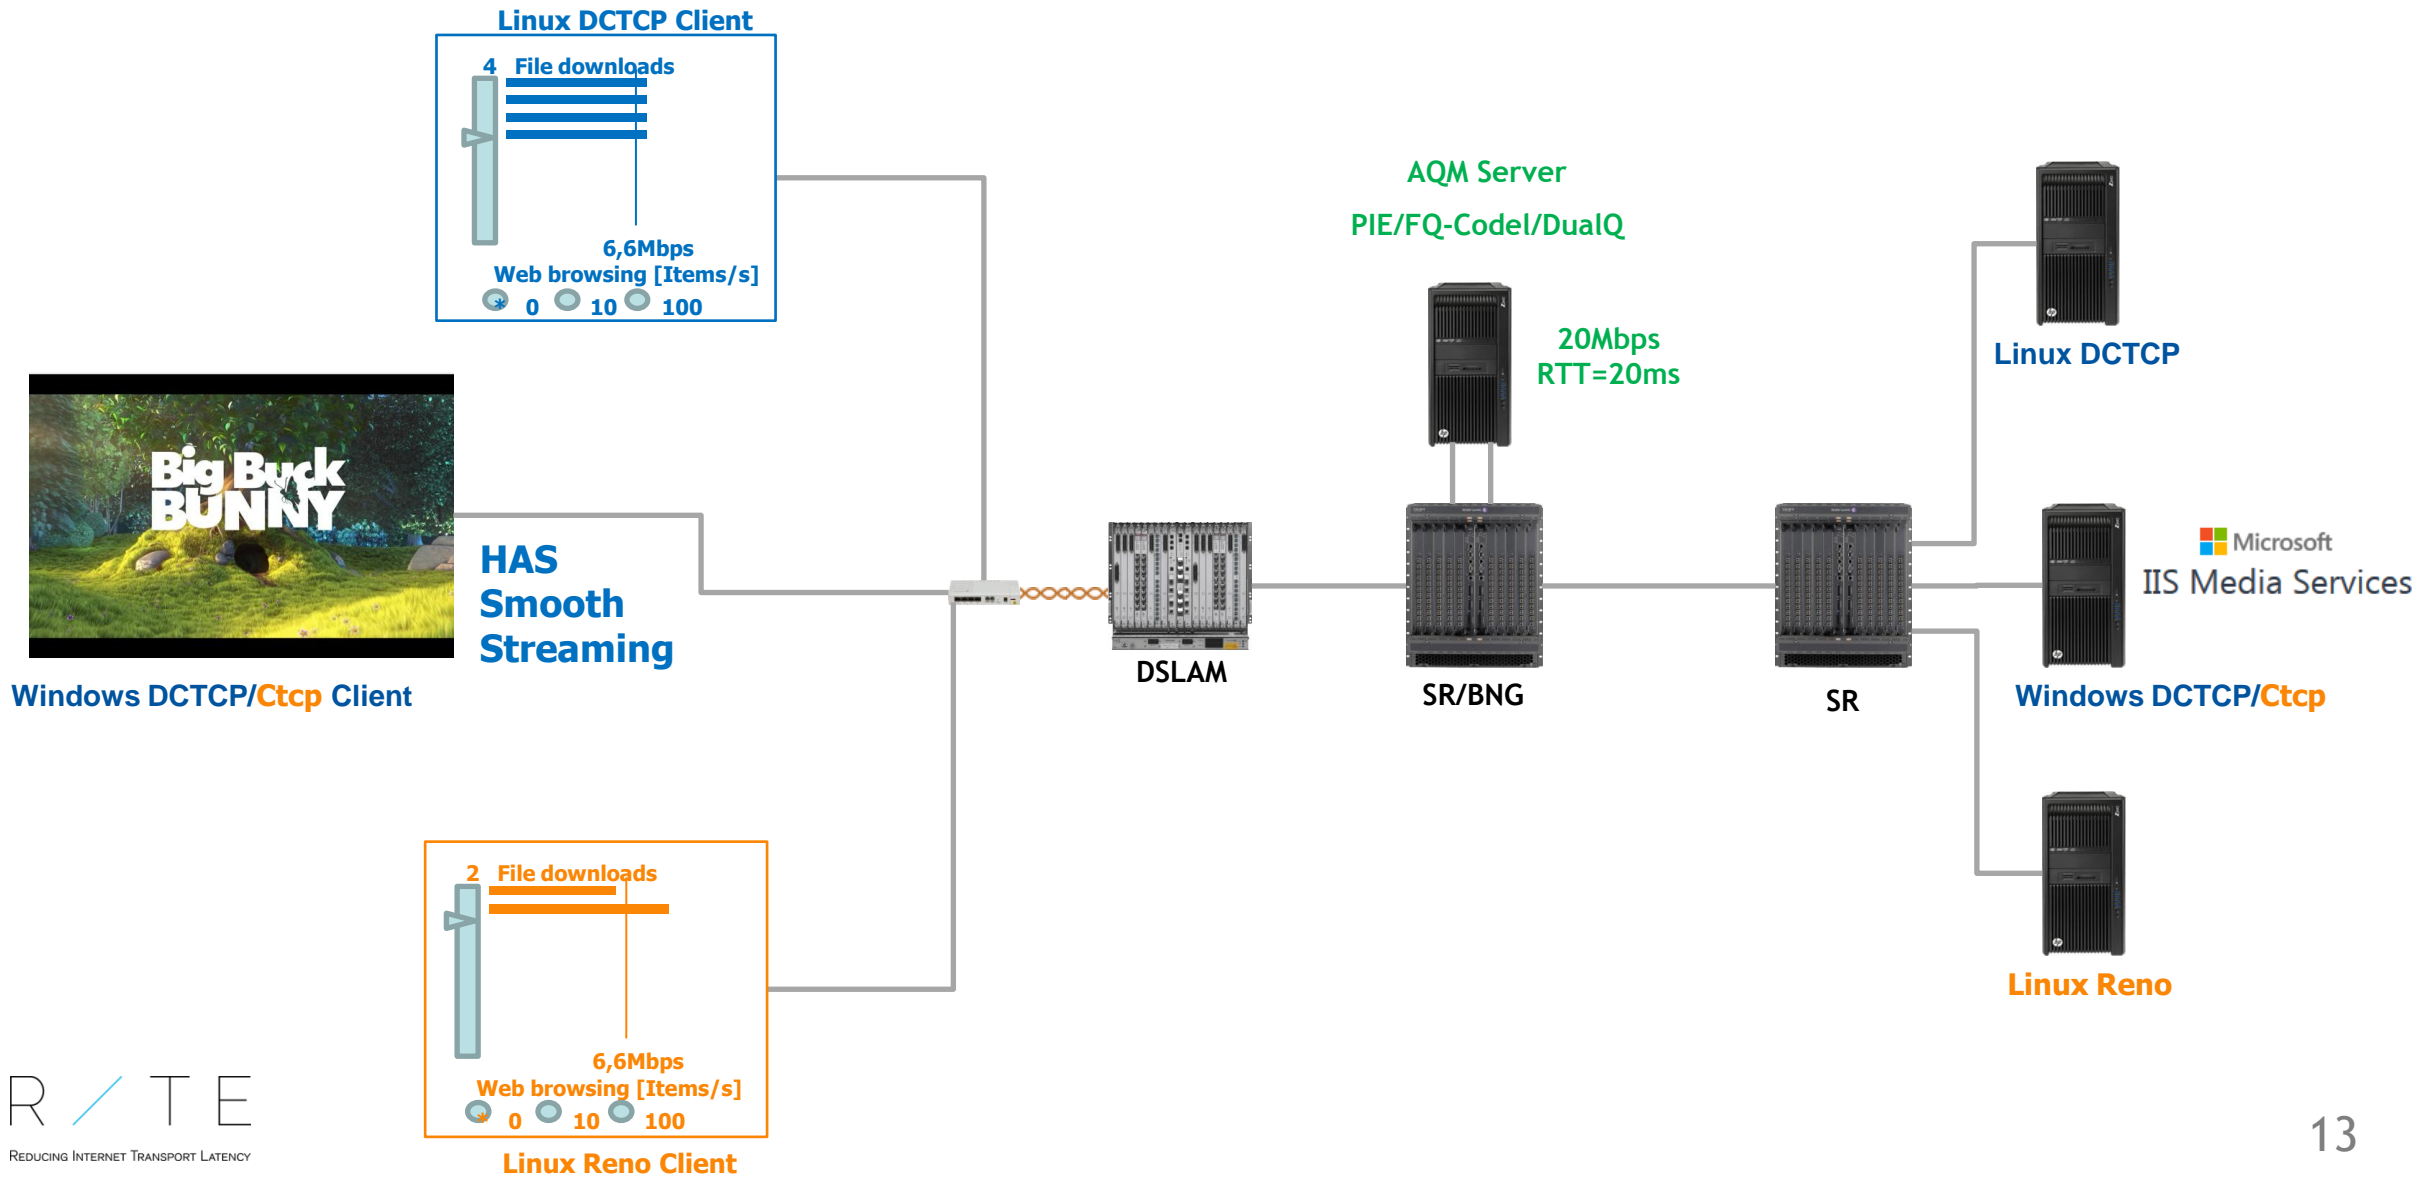 Linux DCTCP Client
4 File downloads
6,6Mbps
Web browsing [Items/s]
* 0 10 100
AQM Server
PIE/FQ-Codel/DualQ
20Mbps
RTT=20ms
Linux DCTCP
Big Buck
BUNNY
HAS
Smooth
Streaming
Windows DCTCP/Ctcp Client
DSLAM
SR/BNG
SR
Microsoft
IIS Media Services
Windows DCTCP/Ctcp
2 File downloads
6,6Mbps
Web browsing [Items/s]
* 0 10 100
Linux Reno Client
Linux Reno
R / T E
REDUCING INTERNET TRANSPORT LATENCY
13